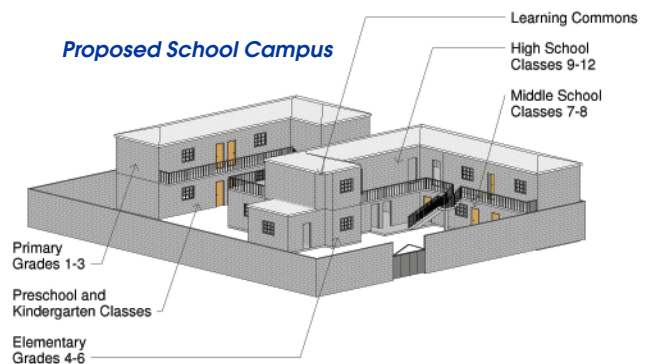 Proposed School Campus
Learning Commons
High School
Classes 9-12
Middle School
Classes 7-8
Primary
Grades 1-3
Preschool and
Kindergarten Classes
Elementary
Grades 4-6